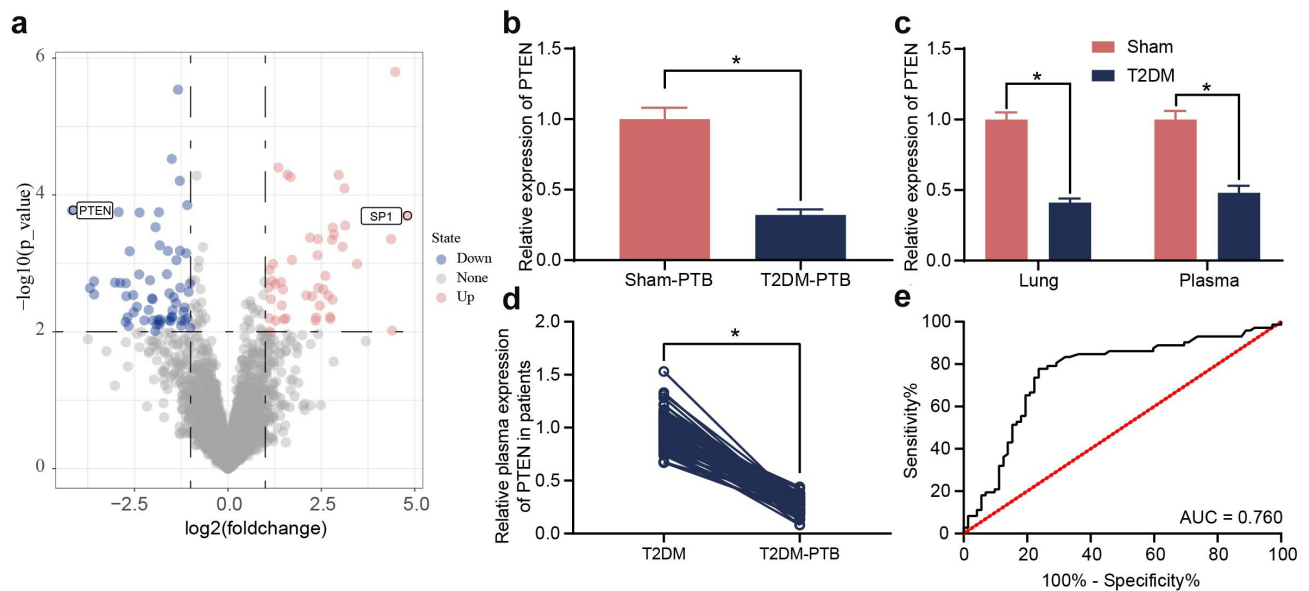 a
−log10(p_value)
6
4
2
0
−2.5
0.0
2.5
5.0
log2(foldchange)
PTEN
SP1
State
Down
None
Up
b
Relative expression of PTEN
1.5
1.0
0.5
0.0
*
Sham-PTB
T2DM-PTB
c
Relative expression of PTEN
1.5
1.0
0.5
0.0
Sham
T2DM
*
*
Lung
Plasma
d
Relative plasma expression
of PTEN in patients
2.0
1.5
1.0
0.5
0.0
*
T2DM
T2DM-PTB
e
Sensitivity%
100
80
60
40
20
0
0
20
40
60
80
100
AUC = 0.760
100% - Specificity%